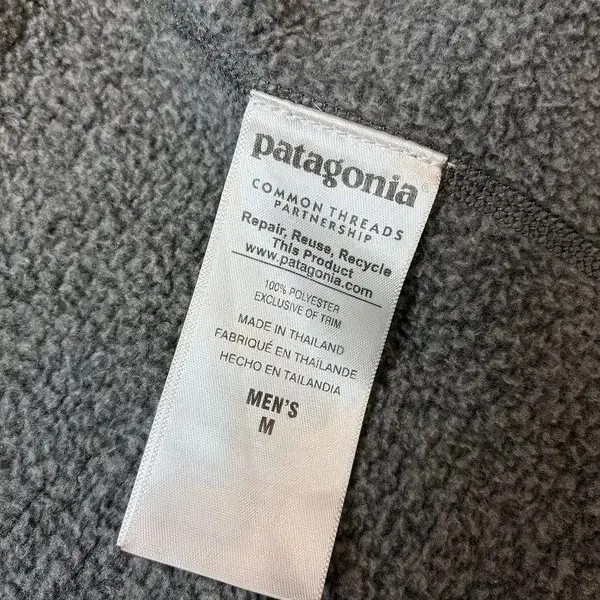 patagonia®
COMMON THREADS
PARTNERSHIP
Repair, Reuse, Recycle
This Product
www.patagonia.com
100% POLYESTER
EXCLUSIVE OF TRIM
MADE IN THAILAND
FABRIQUÉ EN THAÏLANDE
HECHO EN TAILANDIA
MEN'S
M